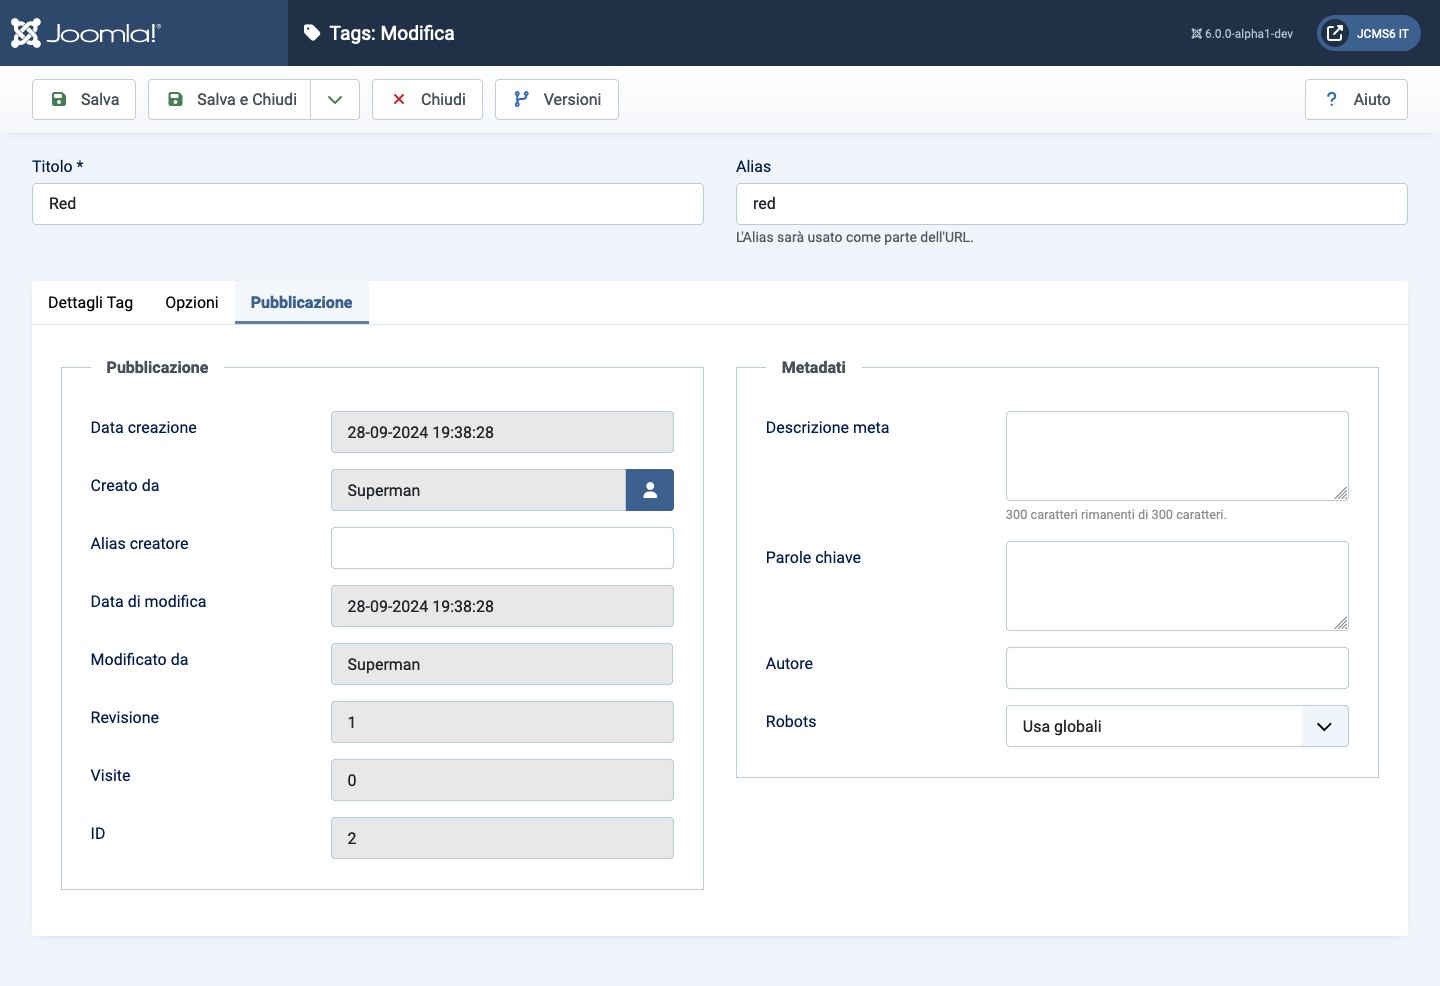 Joomla!®
Tags: Modifica
6.0.0-alpha1-dev
JCMS6 IT
Salva
Salva e Chiudi
Chiudi
Versioni
? Aiuto
Titolo *
Red
Alias
red
L'Alias sarà usato come parte dell'URL.
Dettagli Tag
Opzioni
Pubblicazione
Pubblicazione
Data creazione
28-09-2024 19:38:28
Creato da
Superman
Alias creatore
Data di modifica
28-09-2024 19:38:28
Modificato da
Superman
Revisione
1
Visite
0
ID
2
Metadati
Descrizione meta
300 caratteri rimanenti di 300 caratteri.
Parole chiave
Autore
Robots
Usa globali